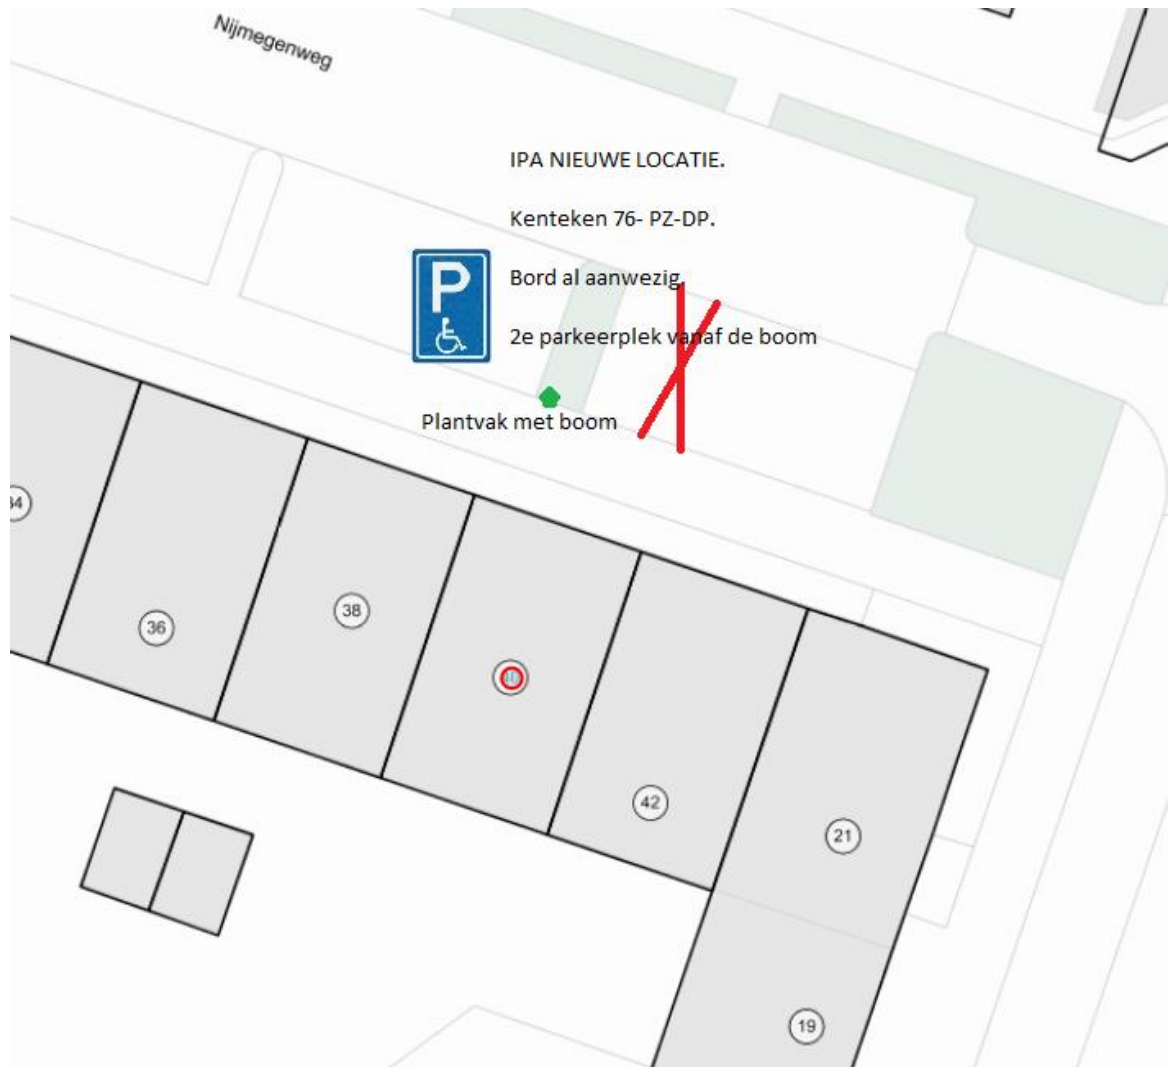 Nijmegenweg
IPA NIEUWE LOCATIE.
Kenteken 76- PZ-DP.
Bord al aanwezig.
P
2e parkeerplek vanaf de boom
Plantvak met boom
34
38
36
42
21
19